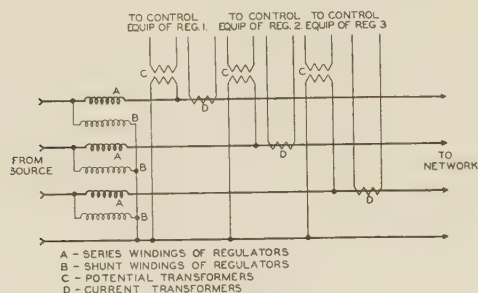 TO CONTROL TO CONTROL TO CONTROL
EQUIP OF REG. 1. EQUIP OF REG. 2. EQUIP OF REG 3
C C C
A
D
B
FROM
SOURCE
A
B
D
TO
NETWORK
A
B
D
A - SERIES WINDINGS OF REGULATORS
B - SHUNT WINDINGS OF REGULATORS
C - POTENTIAL TRANSFORMERS
D - CURRENT TRANSFORMERS